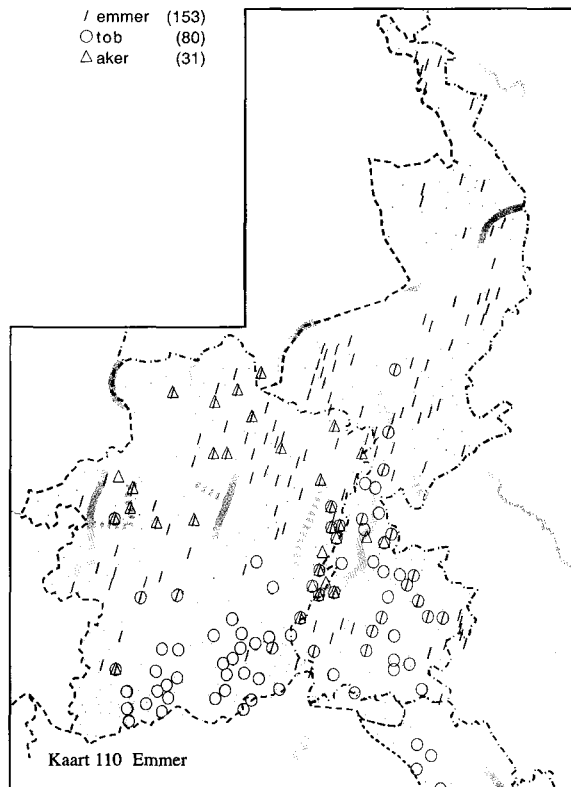 / emmer (153)
○ tob (80)
△ aker (31)
Kaart 110 Emmer